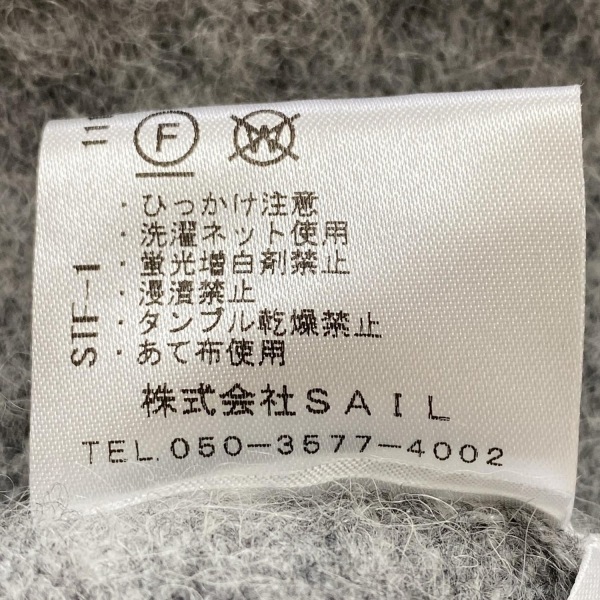 F W
・ひっかけ注意
・洗濯ネット使用
・蛍光増白剤禁止
・浸漬禁止
・タンブル乾燥禁止
・あて布使用
株式会社SAIL
TEL.050-3577-4002
SIF-1